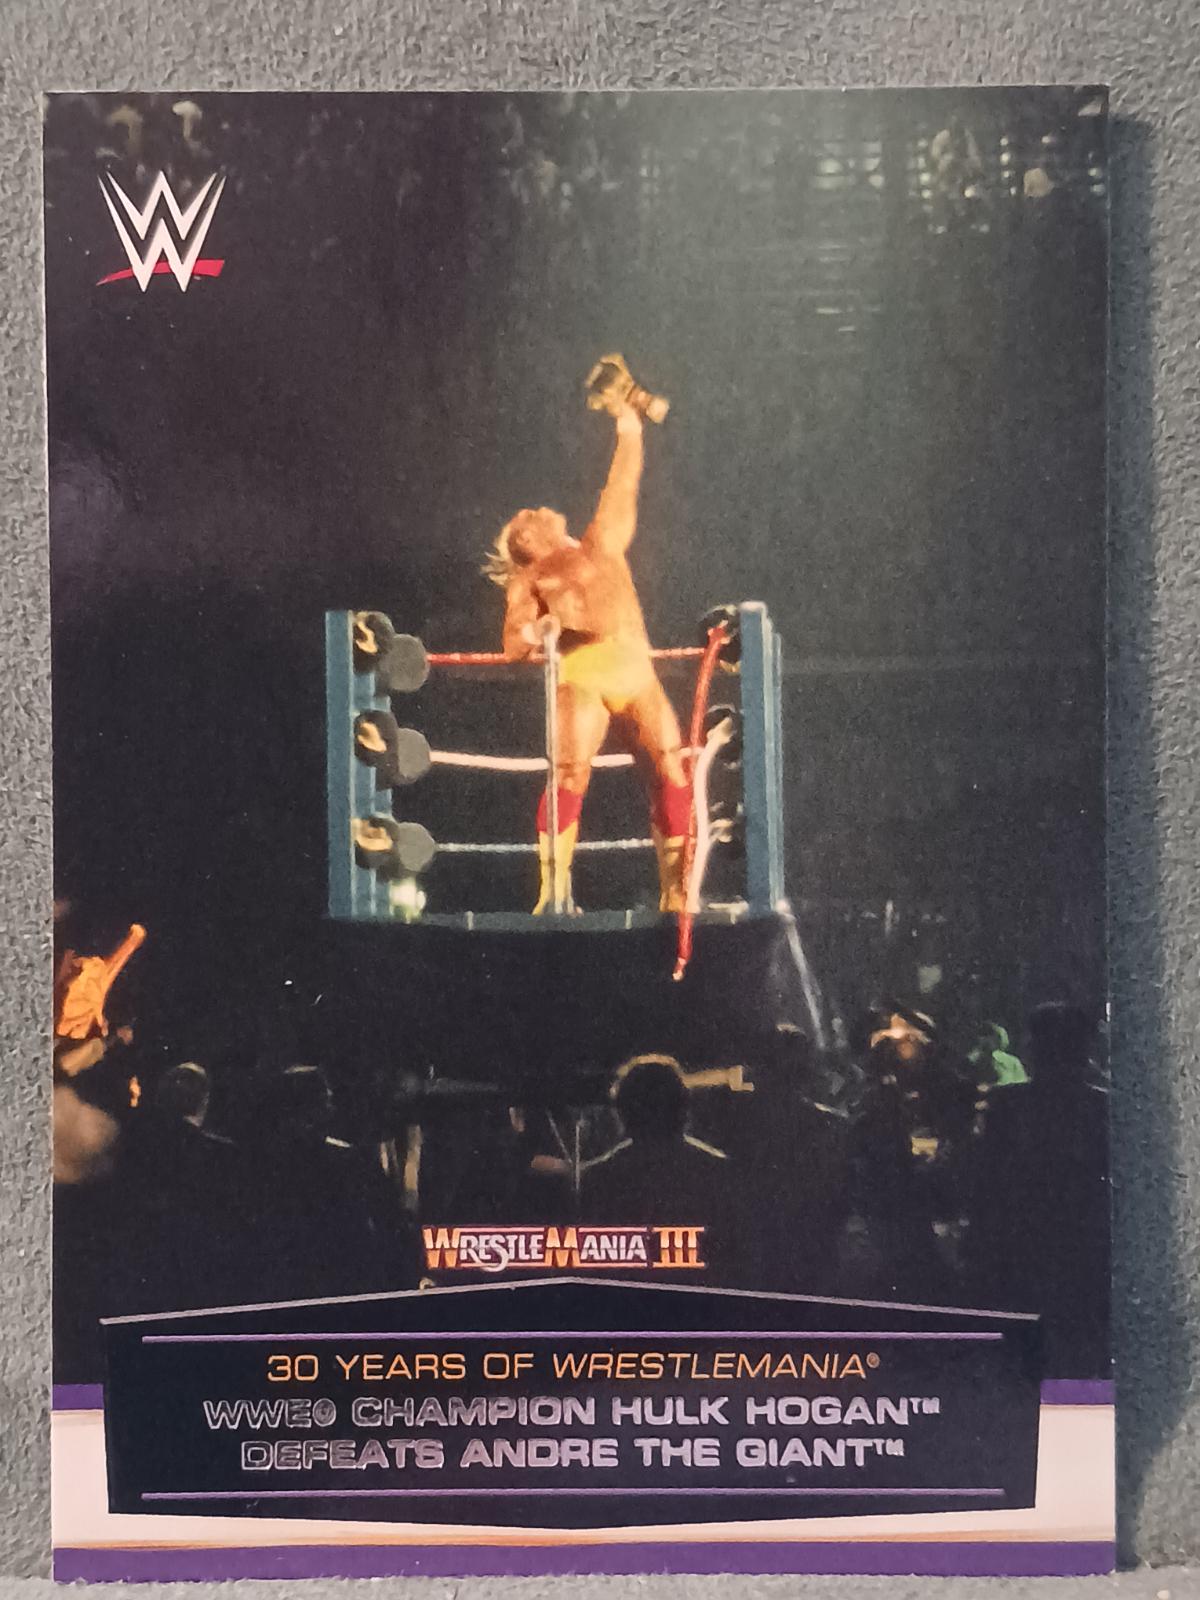 W
WRESTLEMANIA III
30 YEARS OF WRESTLEMANIA®
WWE® CHAMPION HULK HOGAN™
DEFEATS ANDRE THE GIANT™